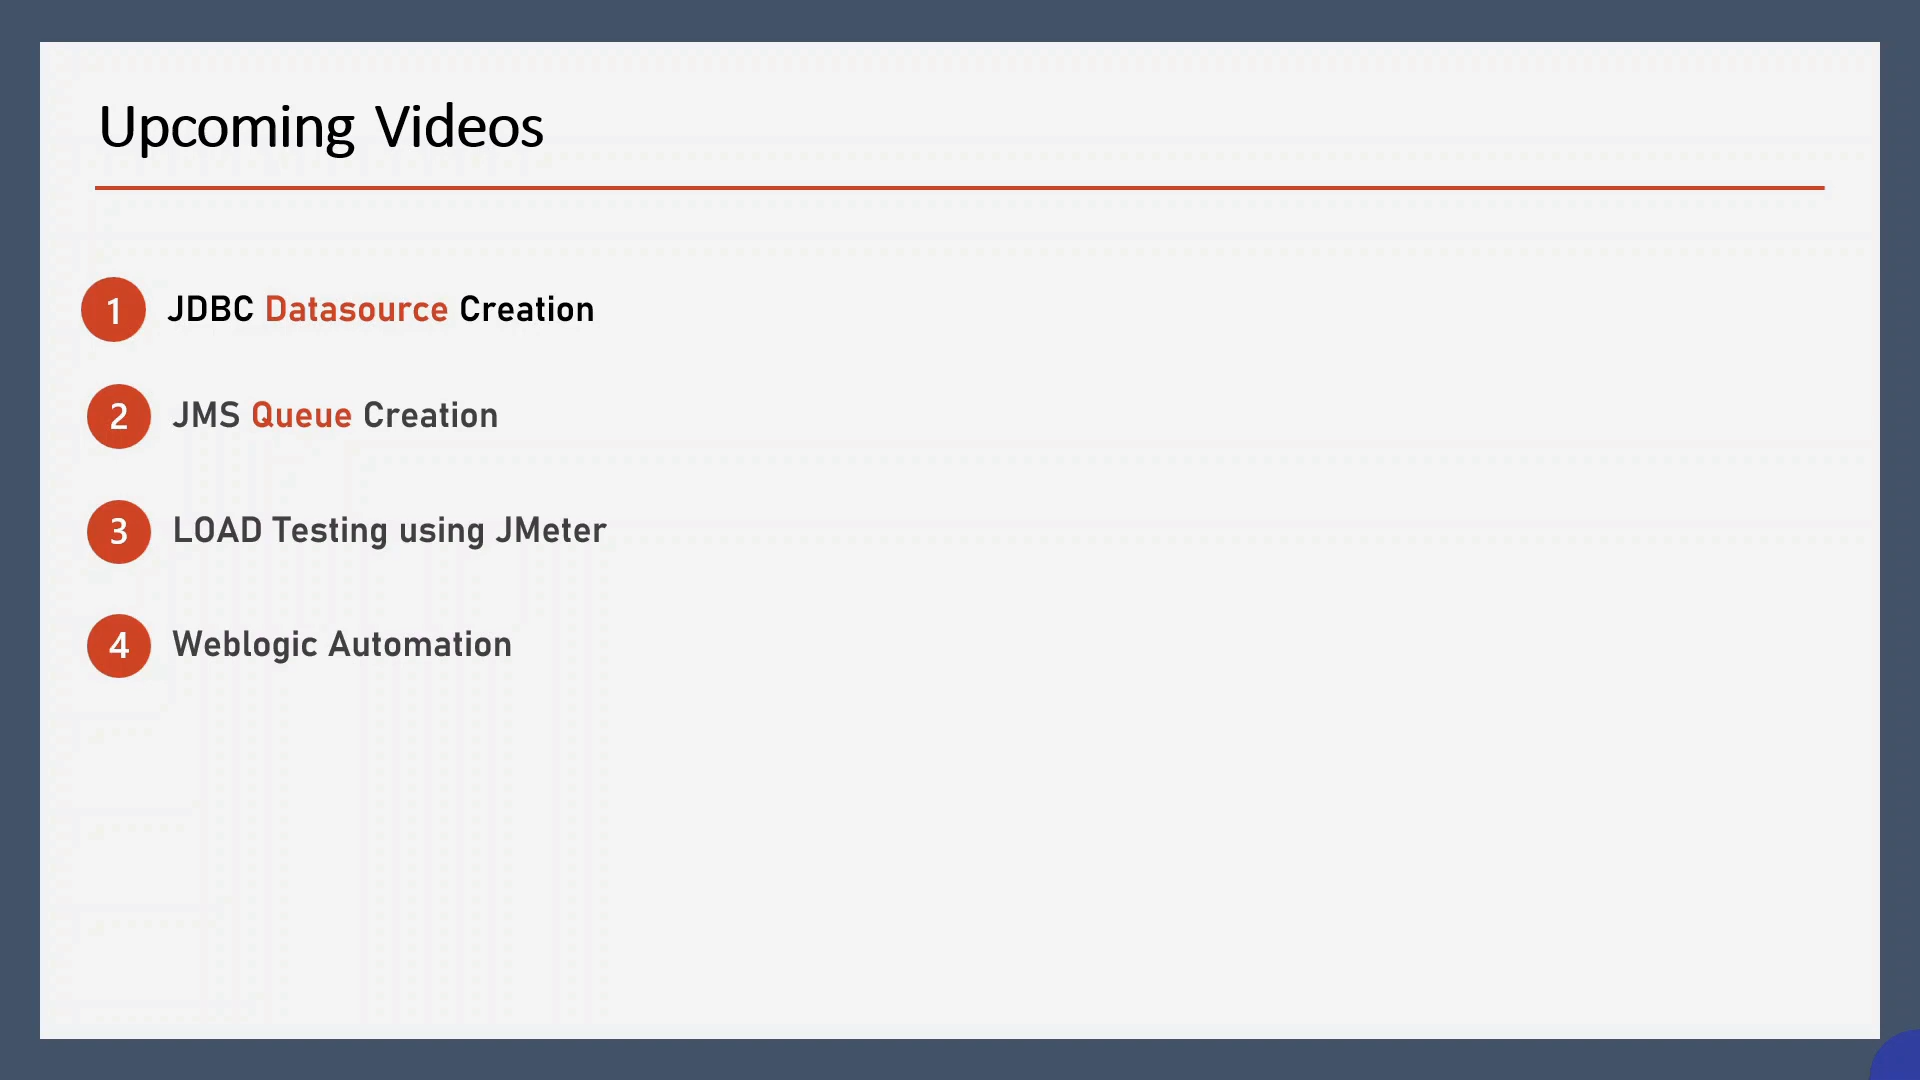 Upcoming Videos
1 JDBC Datasource Creation
2 JMS Queue Creation
3 LOAD Testing using JMeter
4 Weblogic Automation